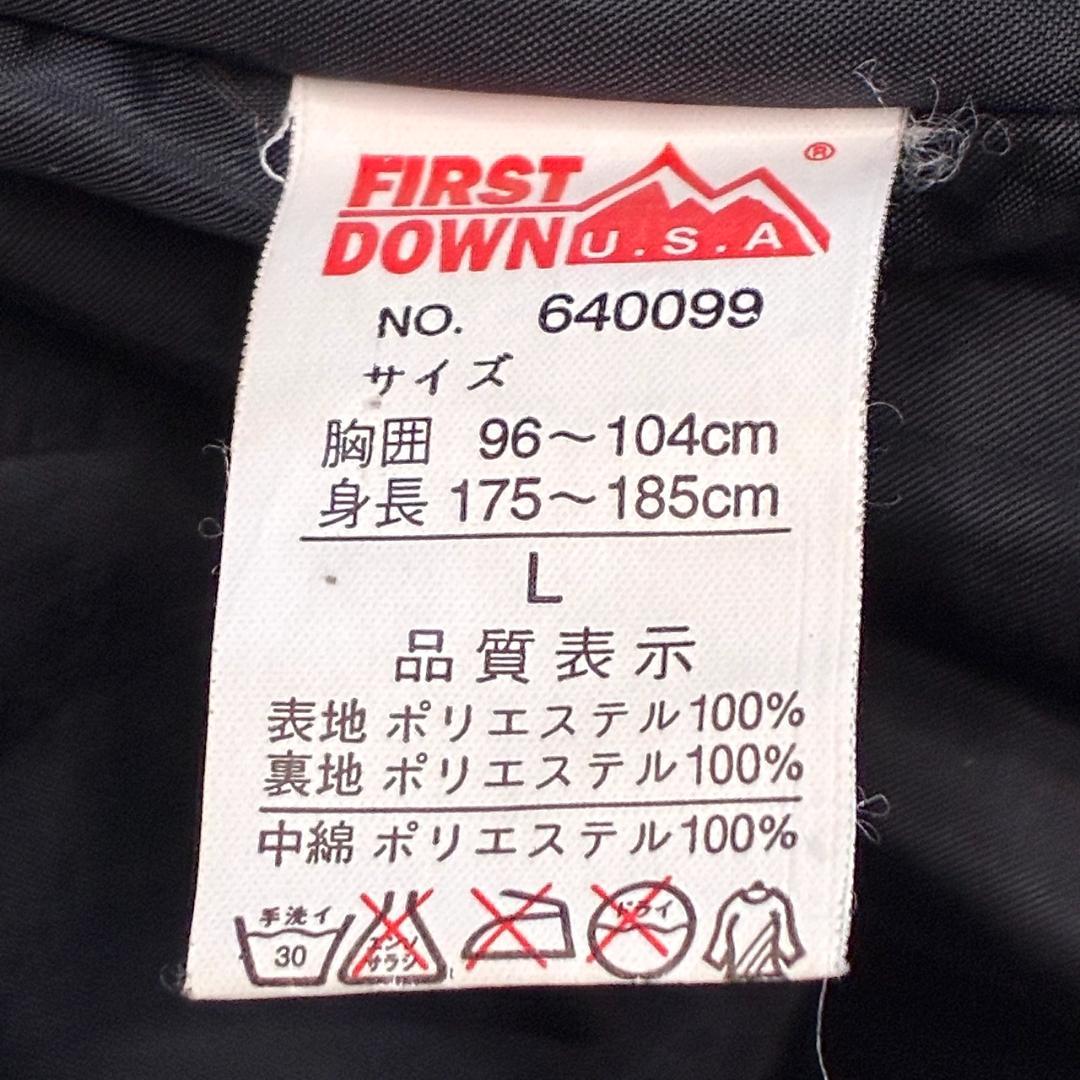 FIRST
DOWN U.S.A ®
NO. 640099
サイズ
胸囲 96～104cm
身長 175～185cm
L
品質表示
表地 ポリエステル100%
裏地 ポリエステル100%
中綿 ポリエステル100%
手洗イ
30
エンソ
サラシ
ドライ